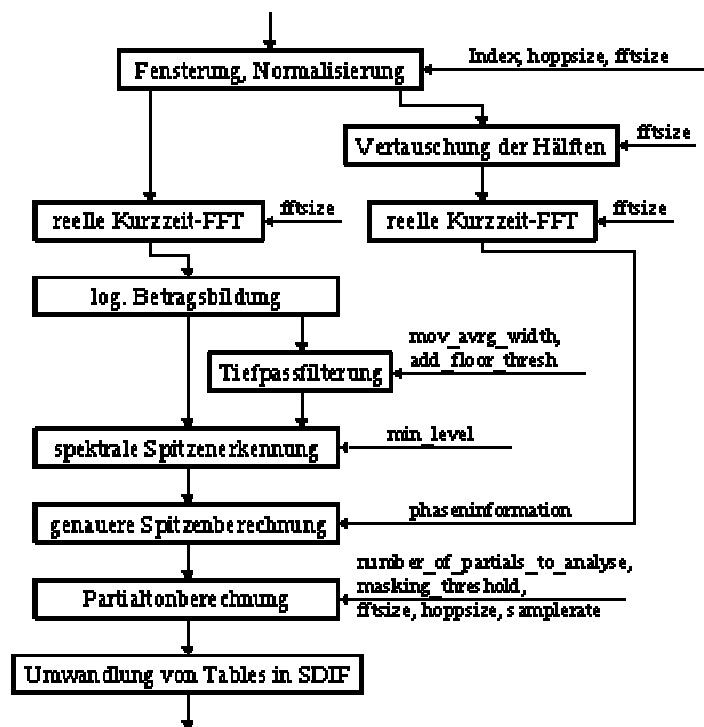 Fensterung, Normalisierung
Index, hoppsize, fftsize
Vertauschung der Hälften
fftsize
reelle Kurzzeit-FFT
fftsize
reelle Kurzzeit-FFT
fftsize
log. Betragsbildung
mov_avrg_width,
add_floor_thresh
Tiefpassfilterung
spektrale Spitzenerkennung
min_level
genauere Spitzenberechnung
phaseninformation
number_of_partials_to_analyse,
masking_threshold,
fftsize, hoppsize, samplerate
Partialtonberechnung
Umwandlung von Tables in SDIF